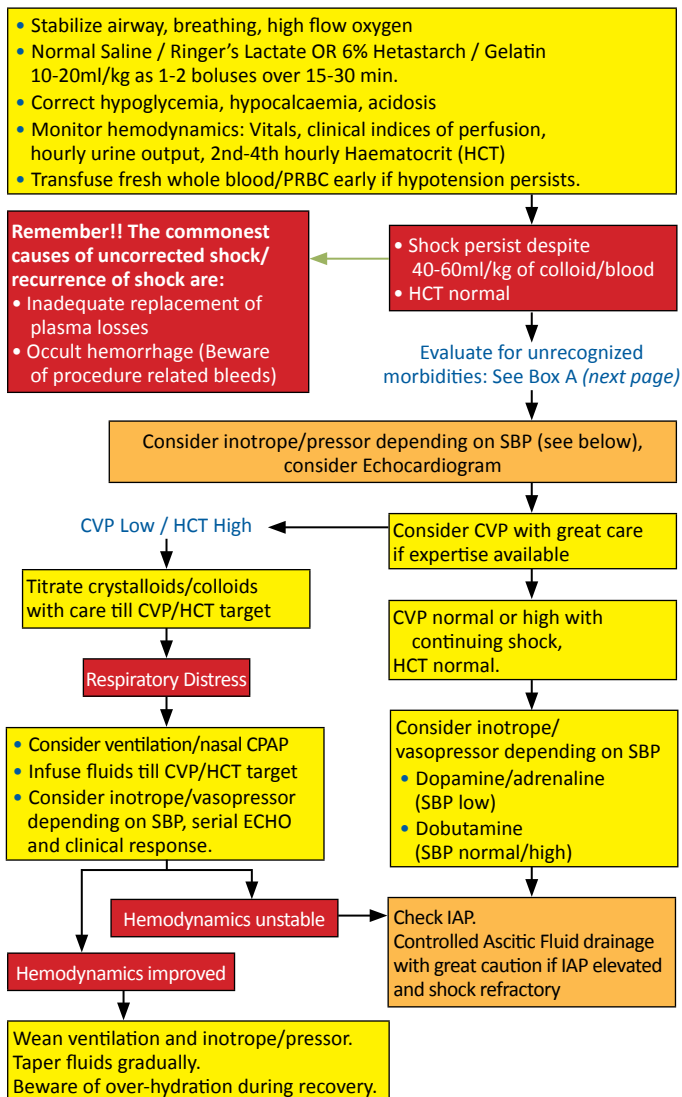 • Stabilize airway, breathing, high flow oxygen
• Normal Saline / Ringer's Lactate OR 6% Hetastarch / Gelatin
10-20ml/kg as 1-2 boluses over 15-30 min.
• Correct hypoglycemia, hypocalcaemia, acidosis
• Monitor hemodynamics: Vitals, clinical indices of perfusion,
hourly urine output, 2nd-4th hourly Haematocrit (HCT)
• Transfuse fresh whole blood/PRBC early if hypotension persists.
Remember!! The commonest
causes of uncorrected shock/
recurrence of shock are:
• Inadequate replacement of
plasma losses
• Occult hemorrhage (Beware
of procedure related bleeds)
• Shock persist despite
40-60ml/kg of colloid/blood
• HCT normal
Evaluate for unrecognized
morbidities: See Box A (next page)
Consider inotrope/pressor depending on SBP (see below),
consider Echocardiogram
CVP Low / HCT High
Consider CVP with great care
if expertise available
Titrate crystalloids/colloids
with care till CVP/HCT target
CVP normal or high with
continuing shock,
HCT normal.
Respiratory Distress
• Consider ventilation/nasal CPAP
• Infuse fluids till CVP/HCT target
• Consider inotrope/vasopressor
depending on SBP, serial ECHO
and clinical response.
Consider inotrope/
vasopressor depending on SBP
• Dopamine/adrenaline
(SBP low)
• Dobutamine
(SBP normal/high)
Hemodynamics unstable
Check IAP.
Controlled Ascitic Fluid drainage
with great caution if IAP elevated
and shock refractory
Hemodynamics improved
Wean ventilation and inotrope/pressor.
Taper fluids gradually.
Beware of over-hydration during recovery.